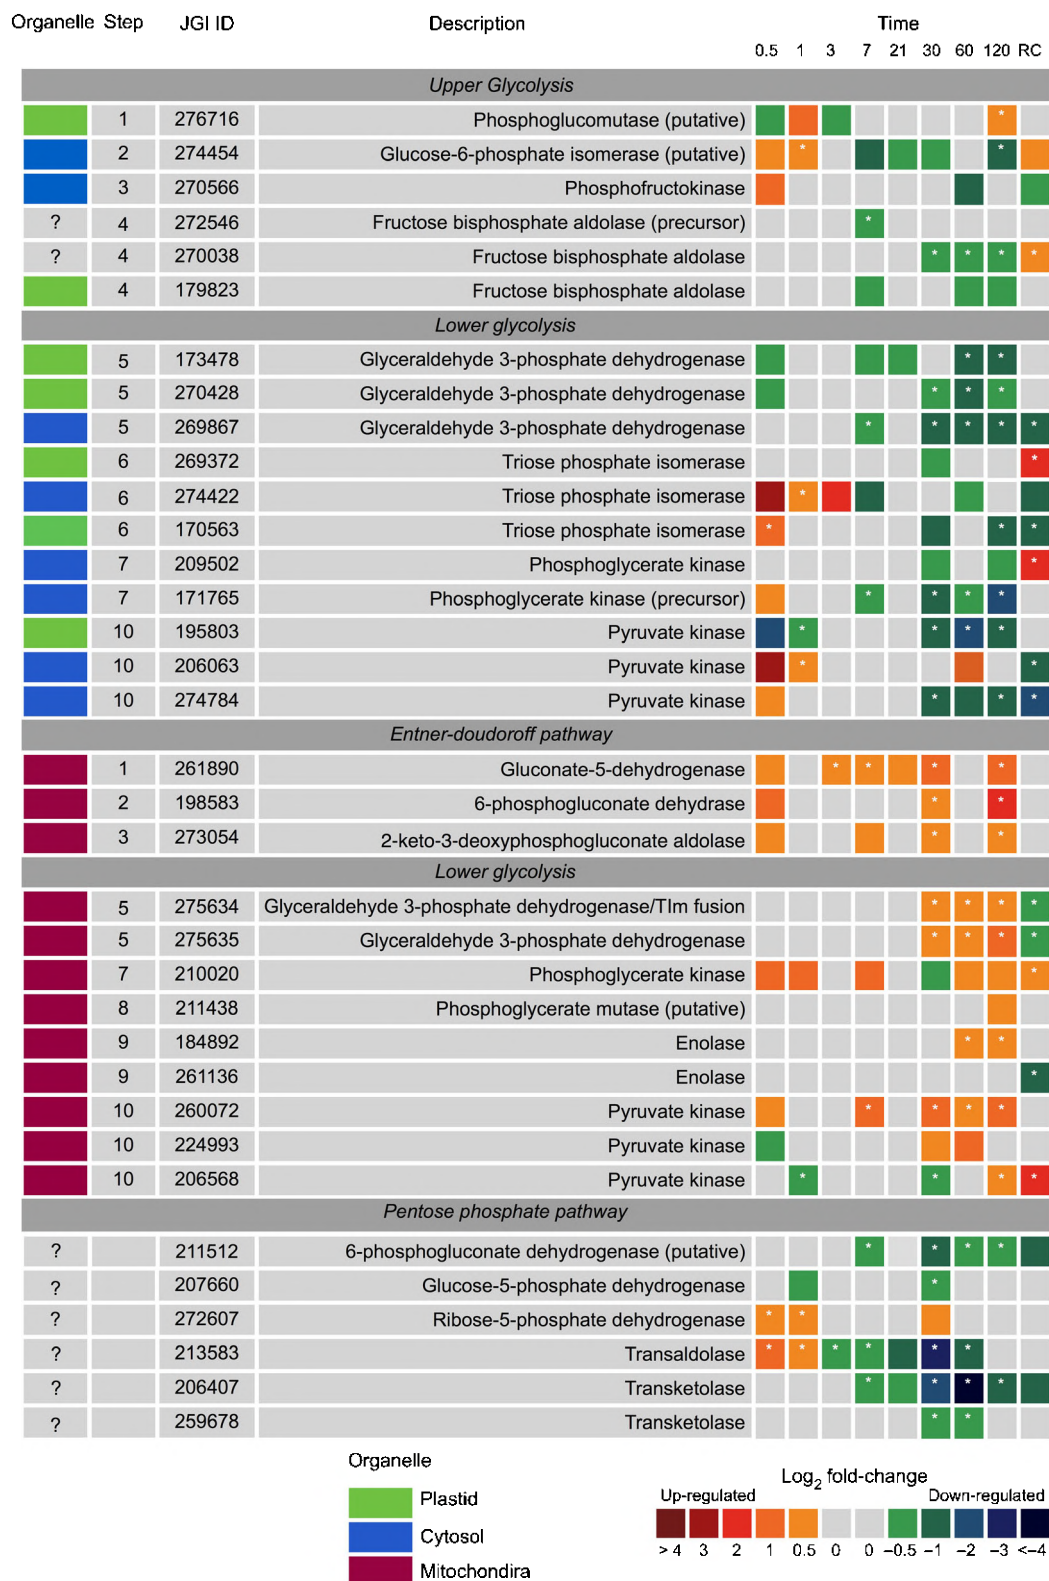 Organelle Step JGI ID Description Time
0.5 1 3 7 21 30 60 120 RC
Upper Glycolysis
1 276716 Phosphoglucomutase (putative) *
2 274454 Glucose-6-phosphate isomerase (putative) * *
3 270566 Phosphofructokinase
? 4 272546 Fructose bisphosphate aldolase (precursor) *
? 4 270038 Fructose bisphosphate aldolase * * * *
4 179823 Fructose bisphosphate aldolase
Lower glycolysis
5 173478 Glyceraldehyde 3-phosphate dehydrogenase * *
5 270428 Glyceraldehyde 3-phosphate dehydrogenase * * *
5 269867 Glyceraldehyde 3-phosphate dehydrogenase * * * * *
6 269372 Triose phosphate isomerase *
6 274422 Triose phosphate isomerase *
6 170563 Triose phosphate isomerase * * *
7 209502 Phosphoglycerate kinase *
7 171765 Phosphoglycerate kinase (precursor) * * * *
10 195803 Pyruvate kinase * * * *
10 206063 Pyruvate kinase * *
10 274784 Pyruvate kinase * * *
Entner-doudoroff pathway
1 261890 Gluconate-5-dehydrogenase * * * *
2 198583 6-phosphogluconate dehydrase * *
3 273054 2-keto-3-deoxyphosphogluconate aldolase * *
Lower glycolysis
5 275634 Glyceraldehyde 3-phosphate dehydrogenase/TIm fusion * * * *
5 275635 Glyceraldehyde 3-phosphate dehydrogenase * * * *
7 210020 Phosphoglycerate kinase *
8 211438 Phosphoglycerate mutase (putative)
9 184892 Enolase * *
9 261136 Enolase *
10 260072 Pyruvate kinase * * * *
10 224993 Pyruvate kinase
10 206568 Pyruvate kinase * * * *
Pentose phosphate pathway
? 211512 6-phosphogluconate dehydrogenase (putative) * * * *
? 207660 Glucose-5-phosphate dehydrogenase *
? 272607 Ribose-5-phosphate dehydrogenase * *
? 213583 Transaldolase * * * * * *
? 206407 Transketolase * * * *
? 259678 Transketolase * *
Organelle
Plastid
Cytosol
Mitochondira
Log2 fold-change
Up-regulated Down-regulated
> 4 3 2 1 0.5 0 0 –0.5 –1 –2 –3 <–4